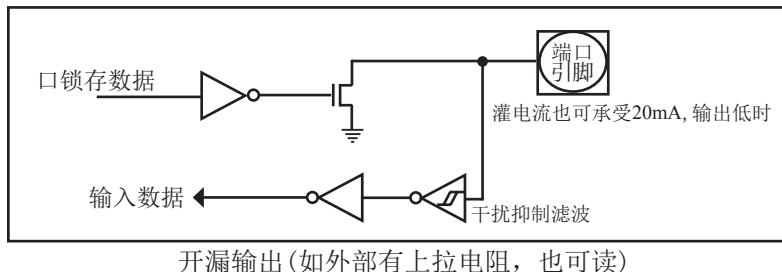 口锁存数据
端口
引脚
灌电流也可承受20mA, 输出低时
输入数据
干扰抑制滤波
开漏输出(如外部有上拉电阻，也可读)